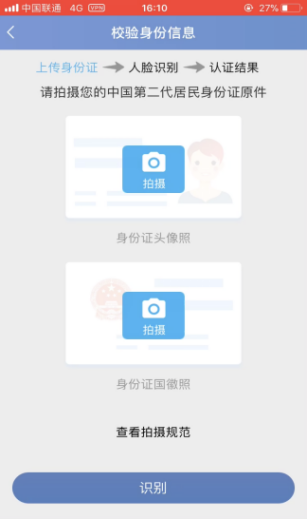 中国联通 4G VPN 16:10 27%
校验身份信息
上传身份证 人脸识别 认证结果
请拍摄您的中国第二代居民身份证原件
拍摄
身份证头像照
拍摄
身份证国徽照
查看拍摄规范
识别